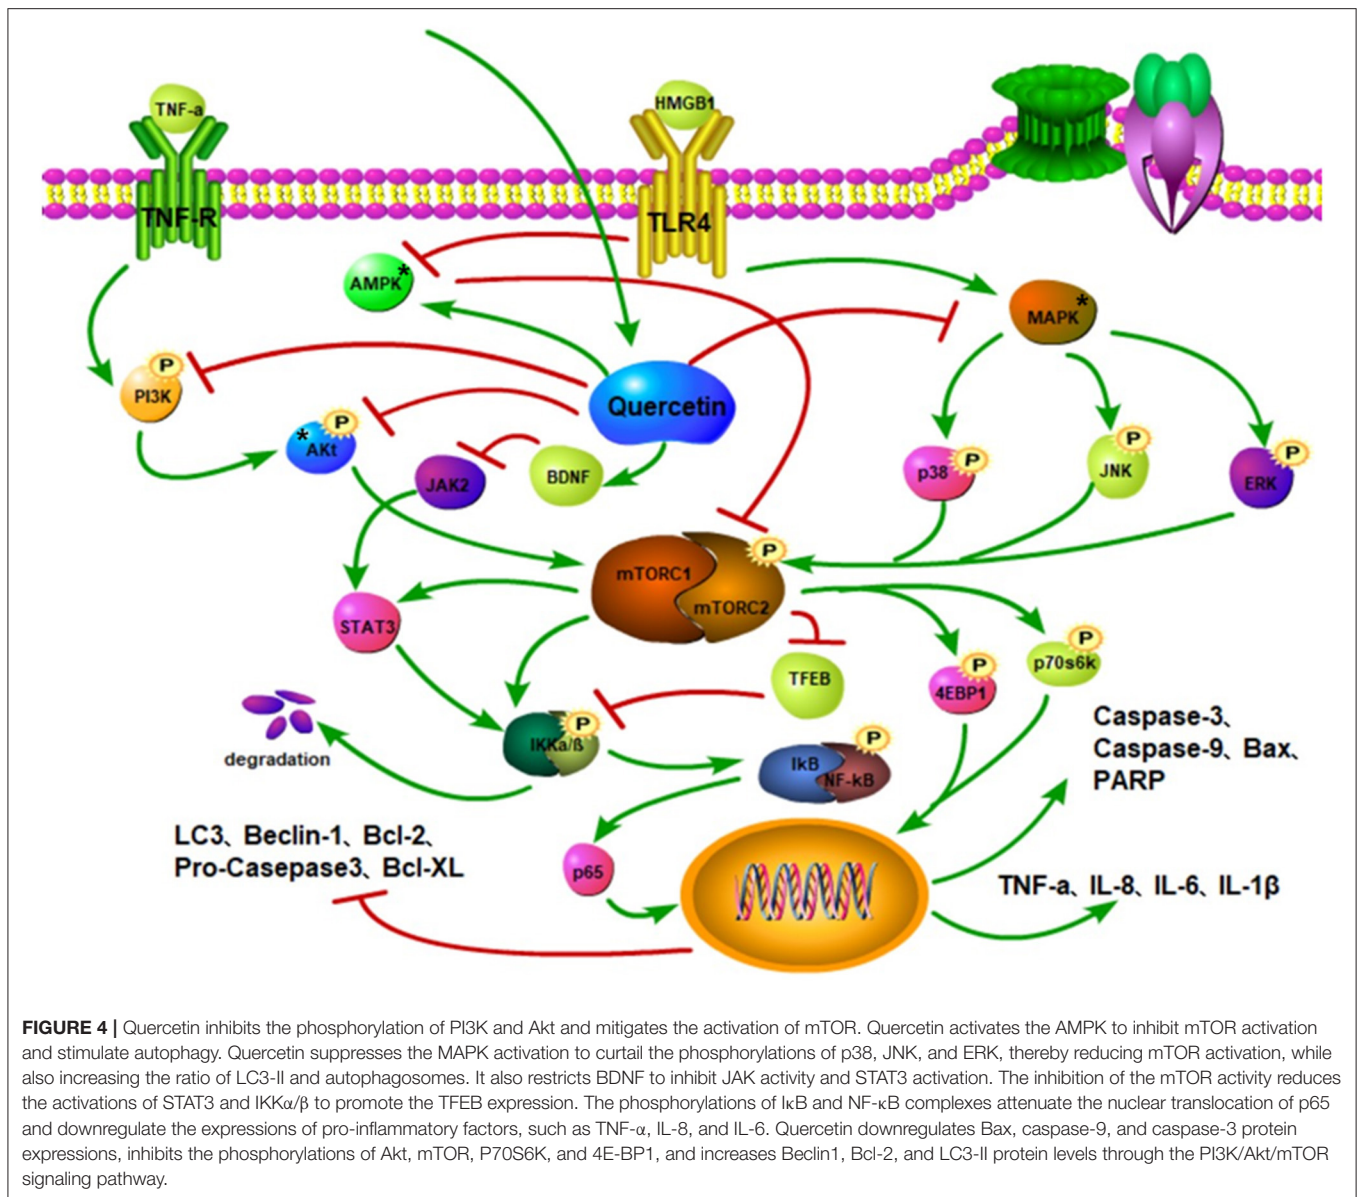 TNF-a
HMGB1
TNF-R
TLR4
AMPK*
MAPK*
P
PI3K
Quercetin
P
*
AKt
JAK2
BDNF
P
p38
P
JNK
P
ERK
P
mTORC1
mTORC2
STAT3
TFEB
P
4EBP1
P
p70s6k
P
IKKa/ß
degradation
P
IkB
NF-kB
Caspase-3、
Caspase-9、Bax、
PARP
LC3、Beclin-1、Bcl-2、
Pro-Casepase3、Bcl-XL
p65
TNF-a、IL-8、IL-6、IL-1β
FIGURE 4 | Quercetin inhibits the phosphorylation of PI3K and Akt and mitigates the activation of mTOR. Quercetin activates the AMPK to inhibit mTOR activation
and stimulate autophagy. Quercetin suppresses the MAPK activation to curtail the phosphorylations of p38, JNK, and ERK, thereby reducing mTOR activation, while
also increasing the ratio of LC3-II and autophagosomes. It also restricts BDNF to inhibit JAK activity and STAT3 activation. The inhibition of the mTOR activity reduces
the activations of STAT3 and IKKα/β to promote the TFEB expression. The phosphorylations of IκB and NF-κB complexes attenuate the nuclear translocation of p65
and downregulate the expressions of pro-inflammatory factors, such as TNF-α, IL-8, and IL-6. Quercetin downregulates Bax, caspase-9, and caspase-3 protein
expressions, inhibits the phosphorylations of Akt, mTOR, P70S6K, and 4E-BP1, and increases Beclin1, Bcl-2, and LC3-II protein levels through the PI3K/Akt/mTOR
signaling pathway.